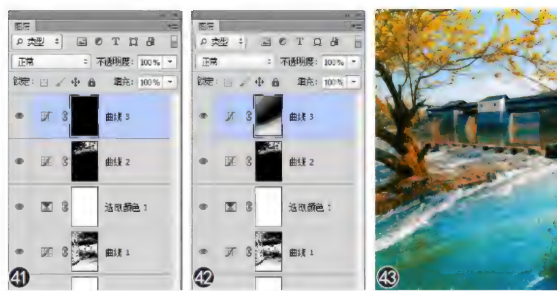 图层
类型
T
正常
不透明度: 100%
锁定:
填充: 100%
曲线 3
曲线 2
选取颜色 1
曲线 1
41
图层
类型
T
正常
不透明度: 100%
锁定:
填充: 100%
曲线 3
曲线 2
选取颜色 1
曲线 1
42
43